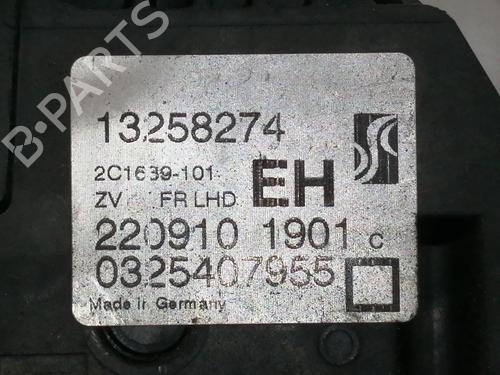 B-PARTS
13258274
2C1639-101
ZV FR LHD EH
220910 1901 C
0325407955
Made in Germany